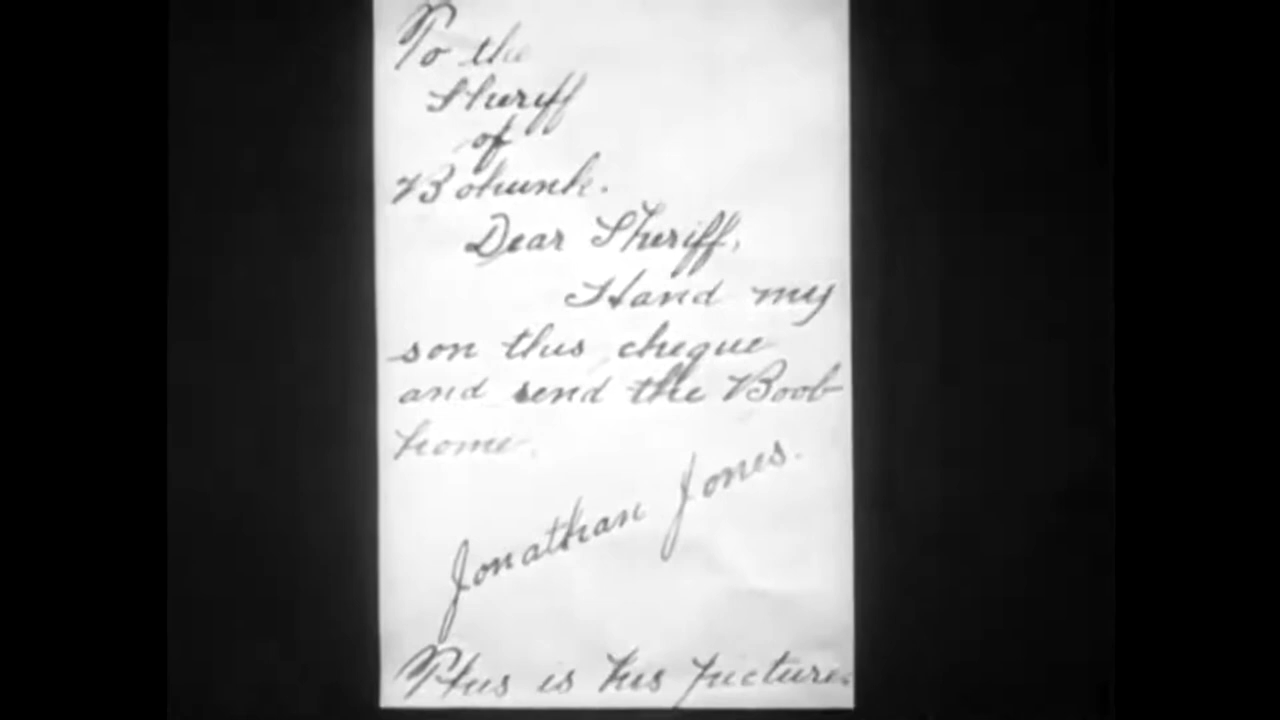 To the
Sheriff
of
Bohunk.
Dear Sheriff,
Hand my
son this cheque
and send the Boob
home.
Jonathan Jones.
This is his picture.